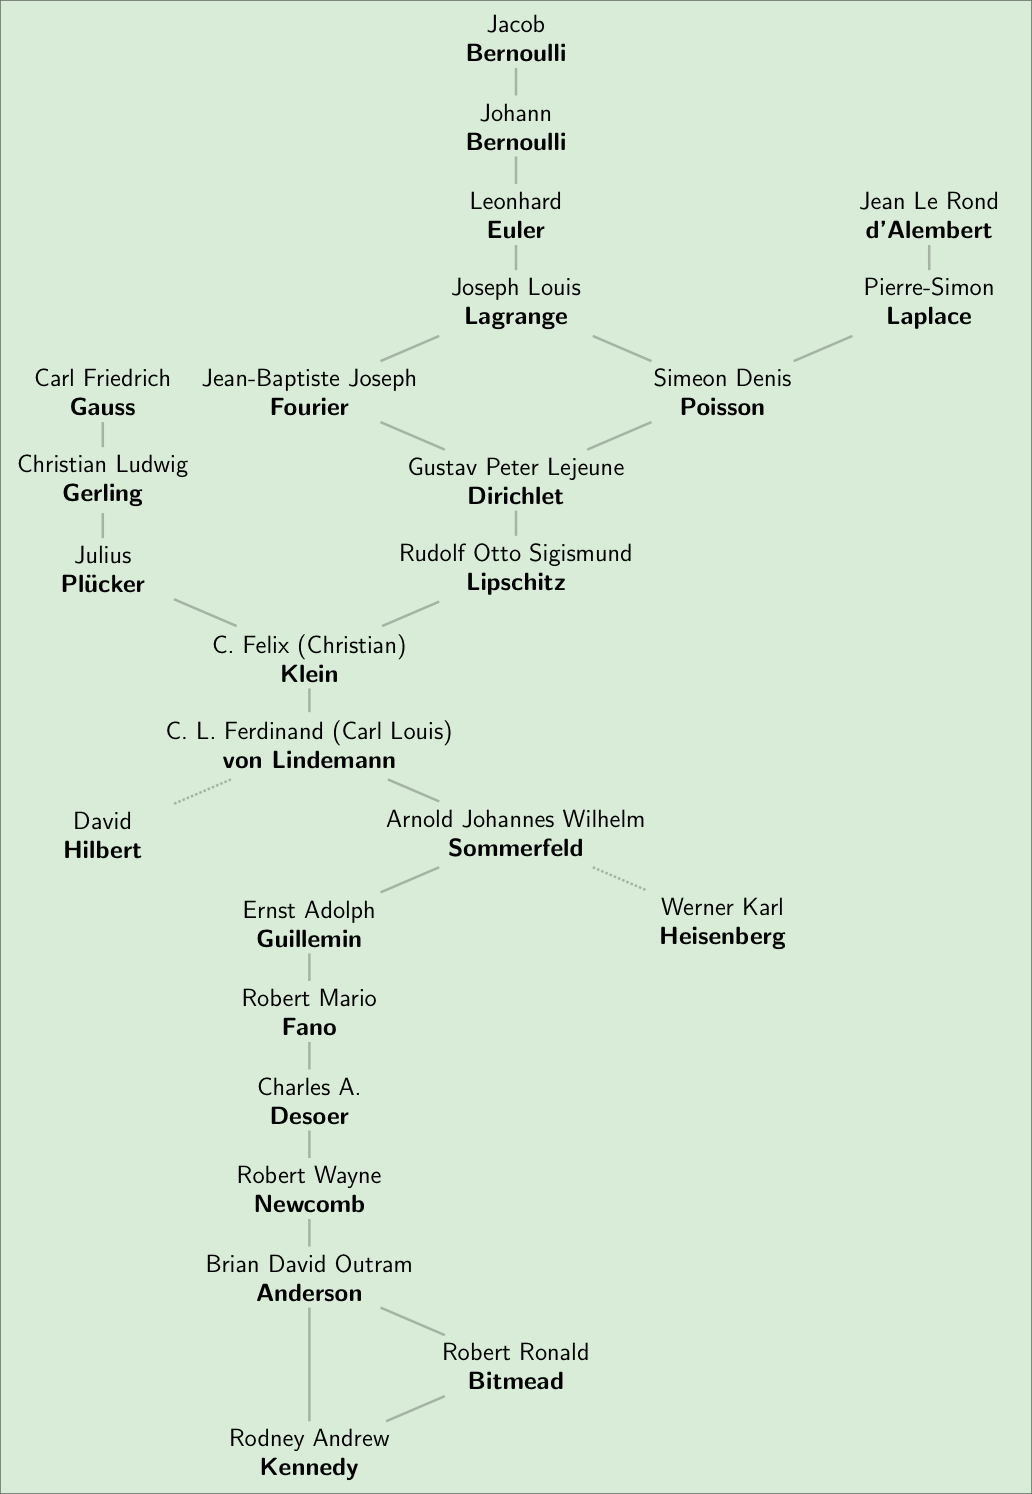 Jacob
Bernoulli
Johann
Bernoulli
Leonhard
Euler
Jean Le Rond
d'Alembert
Joseph Louis
Lagrange
Pierre-Simon
Laplace
Carl Friedrich
Gauss
Jean-Baptiste Joseph
Fourier
Simeon Denis
Poisson
Christian Ludwig
Gerling
Gustav Peter Lejeune
Dirichlet
Julius
Plücker
Rudolf Otto Sigismund
Lipschitz
C. Felix (Christian)
Klein
C. L. Ferdinand (Carl Louis)
von Lindemann
David
Hilbert
Arnold Johannes Wilhelm
Sommerfeld
Ernst Adolph
Guillemin
Werner Karl
Heisenberg
Robert Mario
Fano
Charles A.
Desoer
Robert Wayne
Newcomb
Brian David Outram
Anderson
Robert Ronald
Bitmead
Rodney Andrew
Kennedy